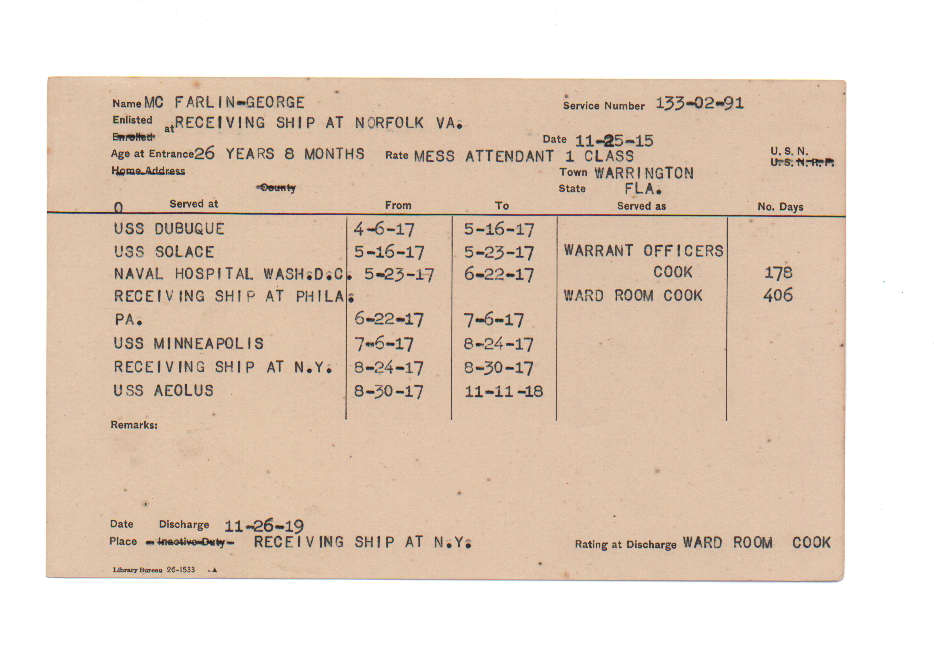 Name MC FARLIN-GEORGE Service Number 133-02-91
Enlisted at RECEIVING SHIP AT NORFOLK VA.
Enrolled Date 11-25-15
Age at Entrance 26 YEARS 8 MONTHS Rate MESS ATTENDANT 1 CLASS U. S. N.
U. S. N. R. F.
Home Address Town WARRINGTON
County State FLA.
0 Served at From To Served as No. Days
USS DUBUQUE 4-6-17 5-16-17
USS SOLACE 5-16-17 5-23-17 WARRANT OFFICERS
NAVAL HOSPITAL WASH.D.C. 5-23-17 6-22-17 COOK 178
RECEIVING SHIP AT PHILA. WARD ROOM COOK 406
PA. 6-22-17 7-6-17
USS MINNEAPOLIS 7-6-17 8-24-17
RECEIVING SHIP AT N.Y. 8-24-17 8-30-17
USS AEOLUS 8-30-17 11-11-18
Remarks:
Date Discharge 11-26-19
Place Inactive Duty RECEIVING SHIP AT N.Y. Rating at Discharge WARD ROOM COOK
Library Bureau 26-1533 A